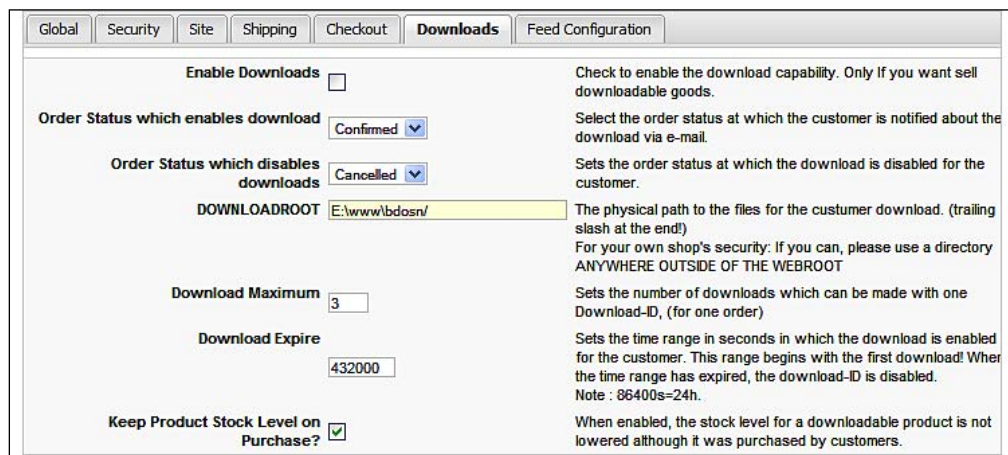 Global Security Site Shipping Checkout Downloads Feed Configuration
Enable Downloads
Check to enable the download capability. Only If you want sell
downloadable goods.
Order Status which enables download
Confirmed
Select the order status at which the customer is notified about the
download via e-mail.
Order Status which disables
downloads
Cancelled
Sets the order status at which the download is disabled for the
customer.
DOWNLOADROOT
E:\www\bdosn/
The physical path to the files for the custumer download. (trailing
slash at the end!)
For your own shop's security: If you can, please use a directory
ANYWHERE OUTSIDE OF THE WEBROOT
Download Maximum
3
Sets the number of downloads which can be made with one
Download-ID, (for one order)
Download Expire
432000
Sets the time range in seconds in which the download is enabled
for the customer. This range begins with the first download! When
the time range has expired, the download-ID is disabled.
Note : 86400s=24h.
Keep Product Stock Level on
Purchase?
When enabled, the stock level for a downloadable product is not
lowered although it was purchased by customers.